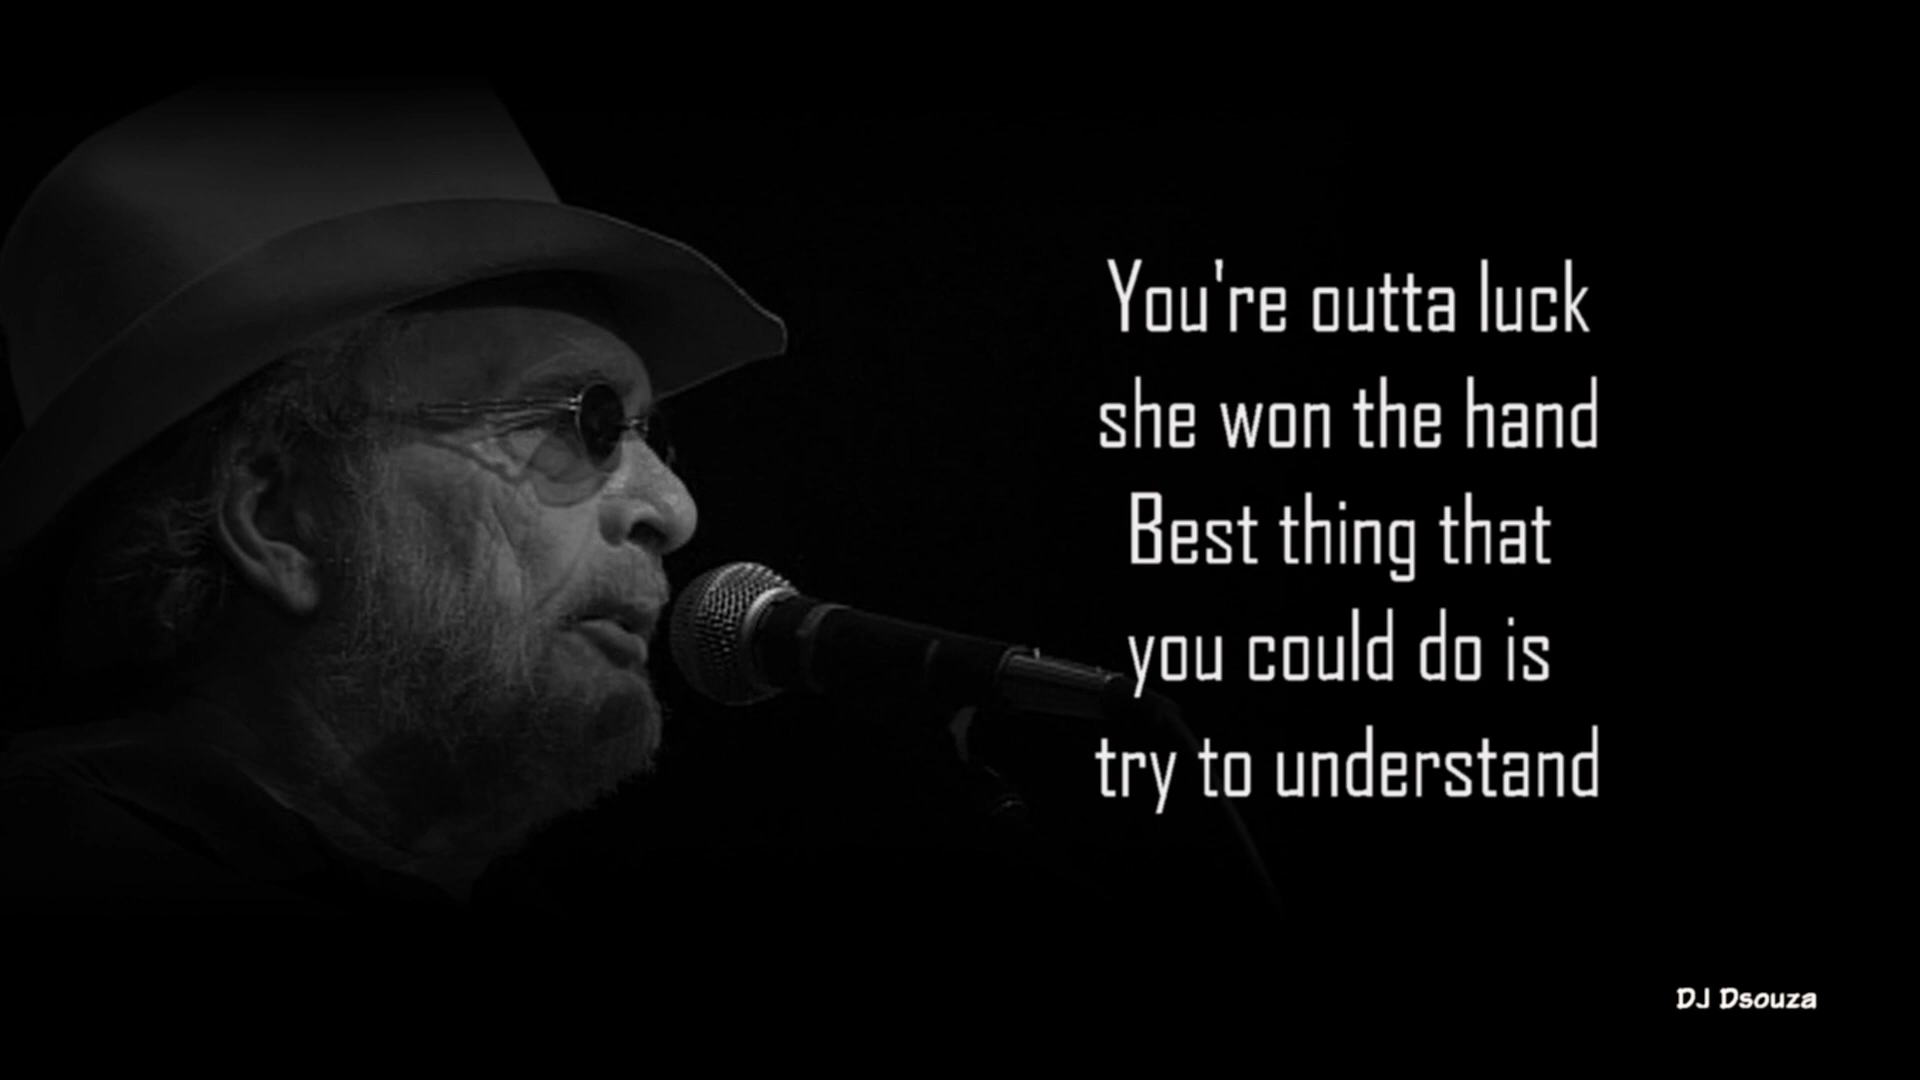 You're outta luck
she won the hand
Best thing that
you could do is
try to understand
DJ Dsouza